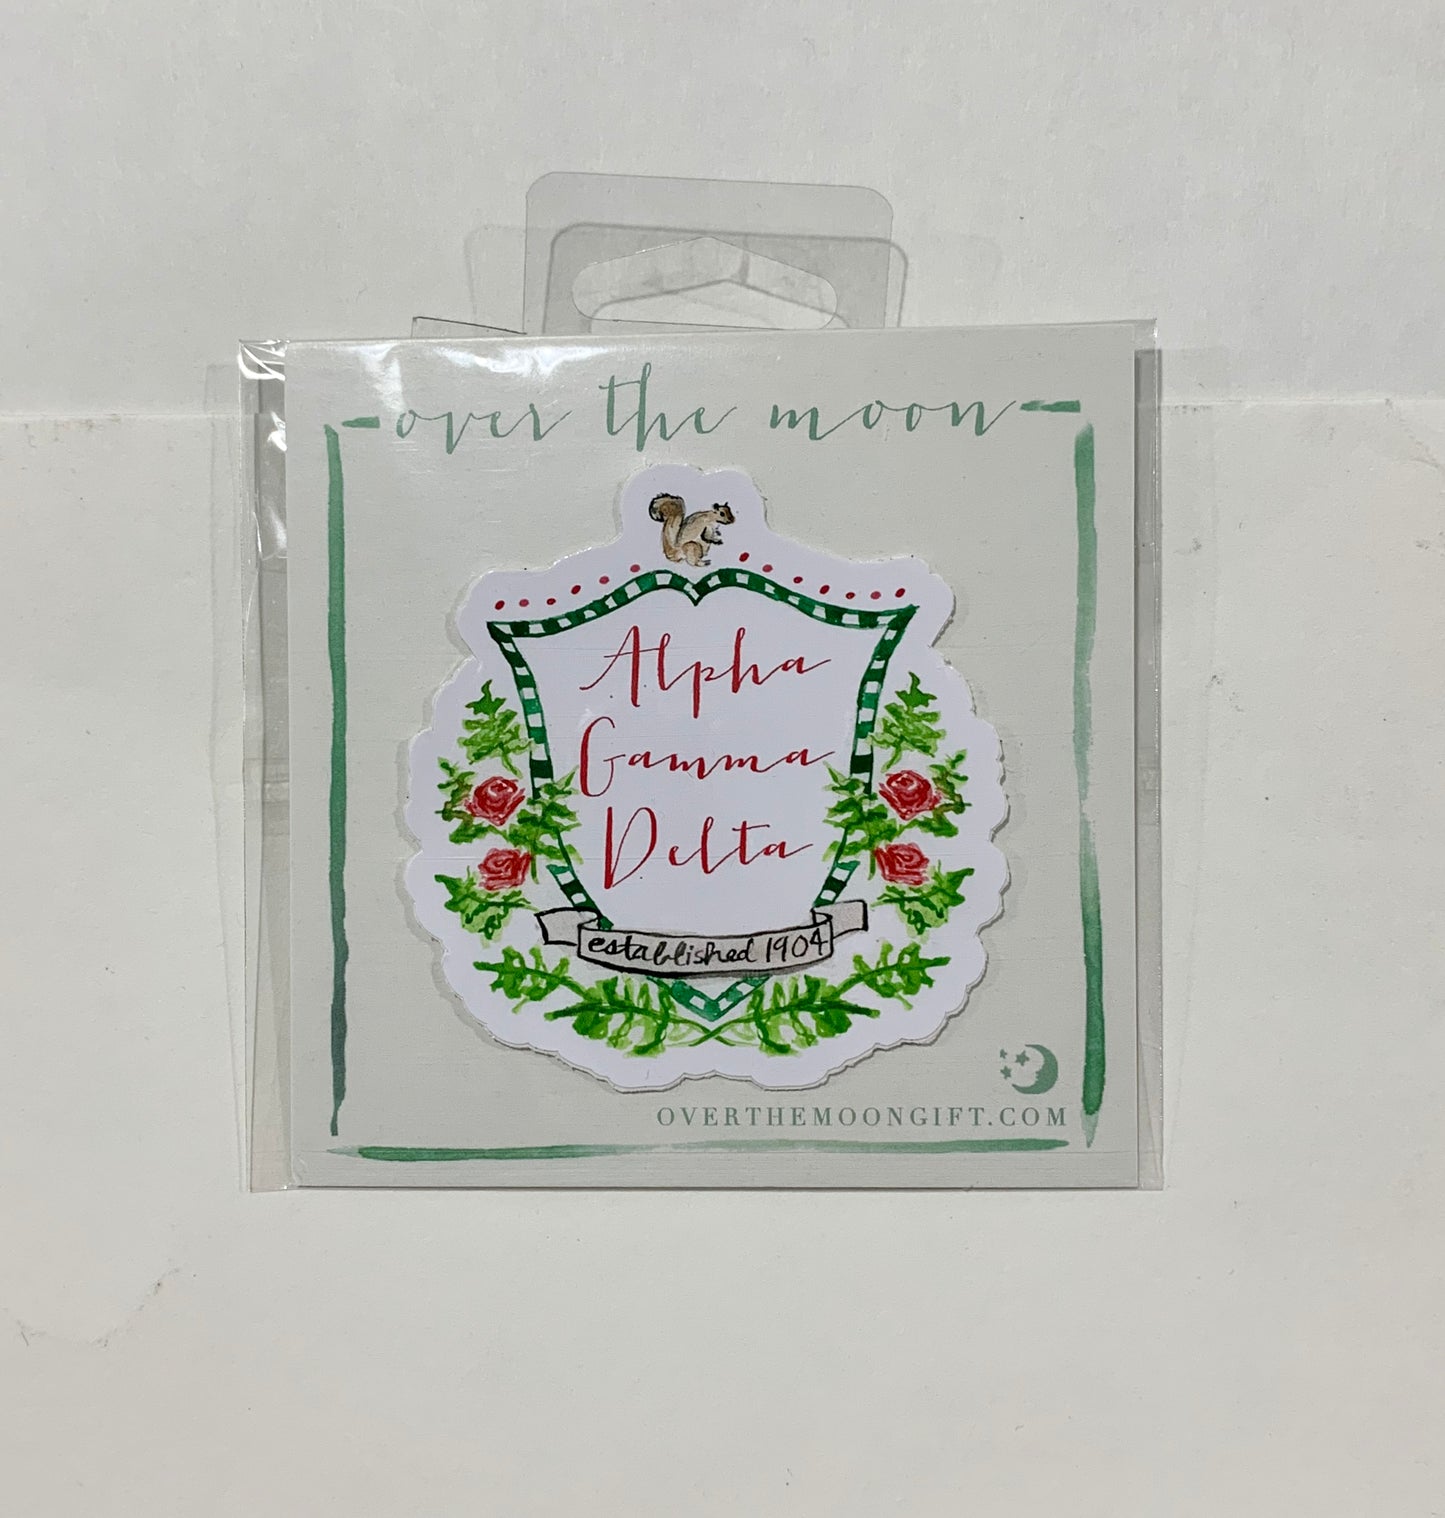 over the moon
Alpha
Gamma
Delta
established 1904
OVERTHEMOONGIFT.COM